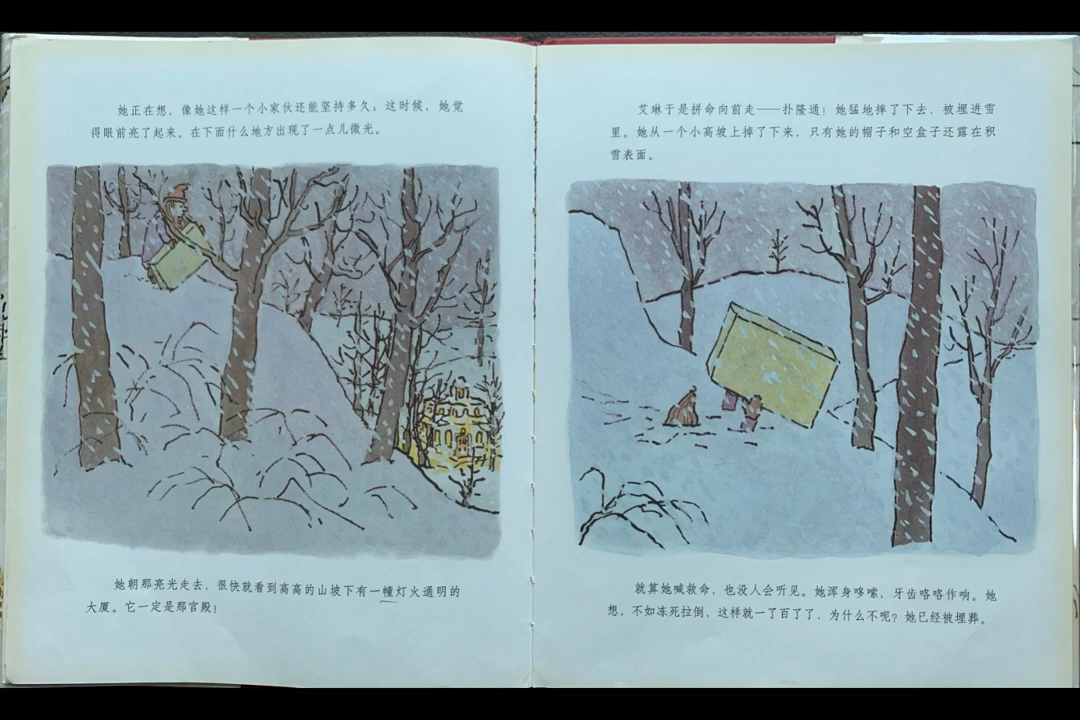 她正在想，像她这样一个小家伙还能坚持多久；这时候，她觉
得眼前亮了起来。在下面什么地方出现了一点儿微光。
她朝那亮光走去，很快就看到高高的山坡下有一幢灯火通明的
大厦。它一定是那宫殿！
艾琳于是拼命向前走——扑隆通！她猛地摔了下去，被埋进雪
里。她从一个小高坡上掉了下来，只有她的帽子和空盒子还露在积
雪表面。
就算她喊救命，也没人会听见。她浑身哆嗦，牙齿咯咯作响。她
想，不如冻死拉倒，这样就一了百了了，为什么不呢？她已经被埋葬。